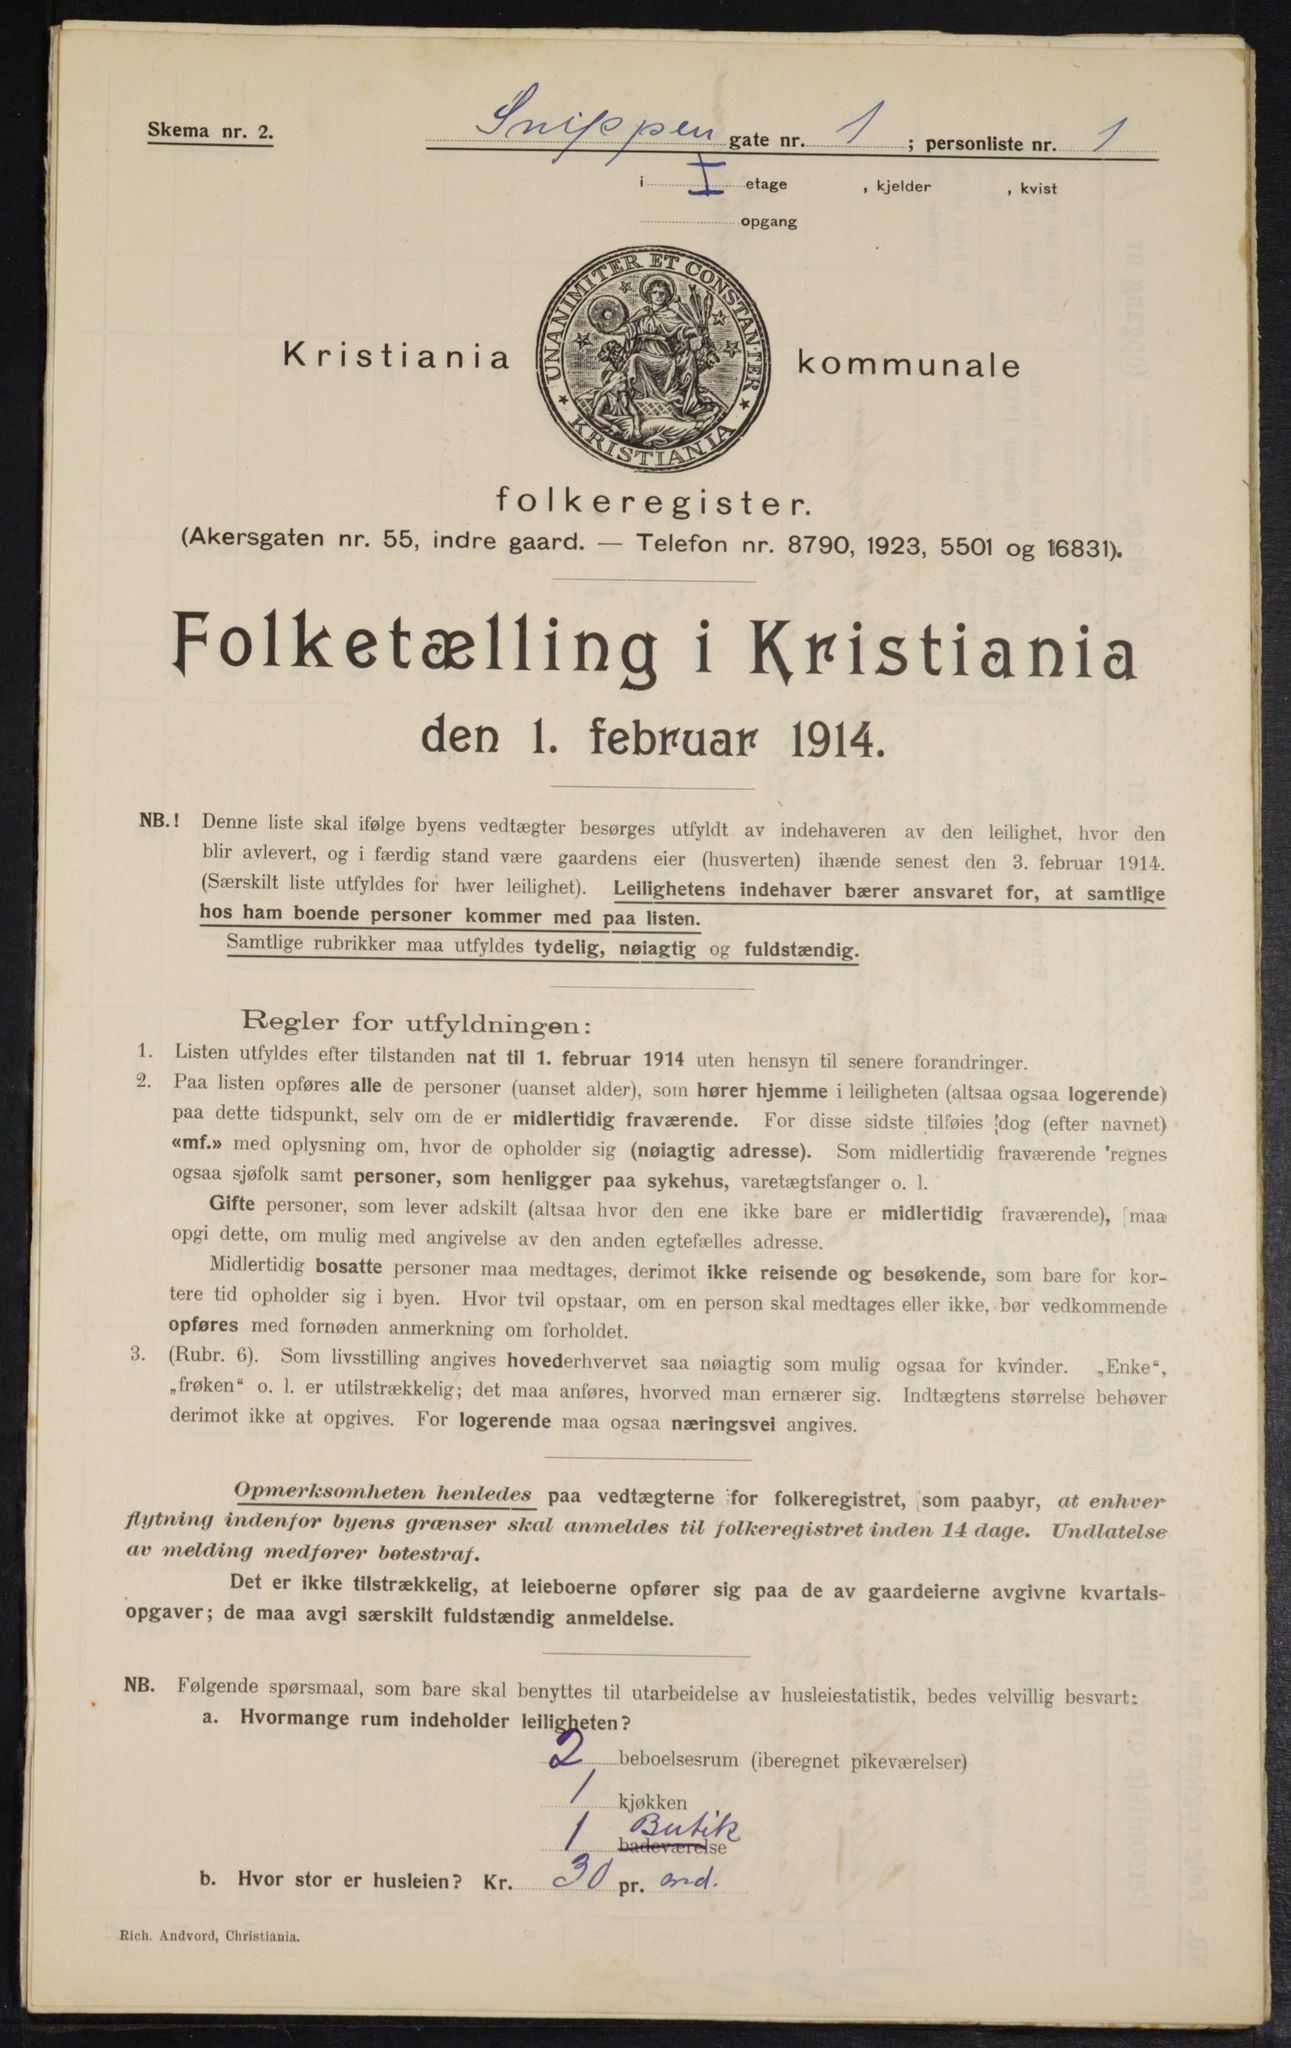 Skema nr. 2.
Snippen gate nr. 1 ; personliste nr. 1
i I etage , kjelder , kvist
opgang
UNANIMITER ET CONSTANTER
KRISTIANIA
Kristiania kommunale
folkeregister.
(Akersgaten nr. 55, indre gaard. — Telefon nr. 8790, 1923, 5501 og 16831).
Folketælling i Kristiania
den 1. februar 1914.
NB.! Denne liste skal ifølge byens vedtægter besørges utfyldt av indehaveren av den leilighet, hvor den
blir avlevert, og i færdig stand være gaardens eier (husverten) ihænde senest den 3. februar 1914.
(Særskilt liste utfyldes for hver leilighet). Leilighetens indehaver bærer ansvaret for, at samtlige
hos ham boende personer kommer med paa listen.
Samtlige rubrikker maa utfyldes tydelig, nøiagtig og fuldstændig.
Regler for utfyldningen:
1. Listen utfyldes efter tilstanden nat til 1. februar 1914 uten hensyn til senere forandringer.
2. Paa listen opføres alle de personer (uanset alder), som hører hjemme i leiligheten (altsaa ogsaa logerende)
paa dette tidspunkt, selv om de er midlertidig fraværende. For disse sidste tilføies dog (efter navnet)
«mf.» med oplysning om, hvor de opholder sig (nøiagtig adresse). Som midlertidig fraværende regnes
ogsaa sjøfolk samt personer, som henligger paa sykehus, varetægtsfanger o. l.
Gifte personer, som lever adskilt (altsaa hvor den ene ikke bare er midlertidig fraværende), maa
opgi dette, om mulig med angivelse av den anden egtefælles adresse.
Midlertidig bosatte personer maa medtages, derimot ikke reisende og besøkende, som bare for kor-
tere tid opholder sig i byen. Hvor tvil opstaar, om en person skal medtages eller ikke, bør vedkommende
opføres med fornøden anmerkning om forholdet.
3. (Rubr. 6). Som livsstilling angives hovederhvervet saa nøiagtig som mulig ogsaa for kvinder. „Enke“,
„frøken“ o. l. er utilstrækkelig; det maa anføres, hvorved man ernærer sig. Indtægtens størrelse behøver
derimot ikke at opgives. For logerende maa ogsaa næringsvei angives.
Opmerksomheten henledes paa vedtægterne for folkeregistret, som paabyr, at enhver
flytning indenfor byens grænser skal anmeldes til folkeregistret inden 14 dage. Undlatelse
av melding medfører bøtestraf.
Det er ikke tilstrækkelig, at leieboerne opfører sig paa de av gaardeierne avgivne kvartals-
opgaver; de maa avgi særskilt fuldstændig anmeldelse.
NB. Følgende spørsmaal, som bare skal benyttes til utarbeidelse av husleiestatistik, bedes velvillig besvart:
a. Hvormange rum indeholder leiligheten?
2 beboelsesrum (iberegnet pikeværelser)
1 kjøkken
1 Butik
badeværelse
b. Hvor stor er husleien? Kr. 30 pr. md.
Rich. Andvord, Christiania.